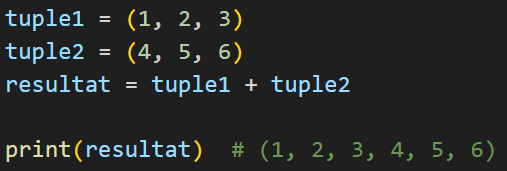 tuple1 = (1, 2, 3)
tuple2 = (4, 5, 6)
resultat = tuple1 + tuple2
print(resultat)  # (1, 2, 3, 4, 5, 6)